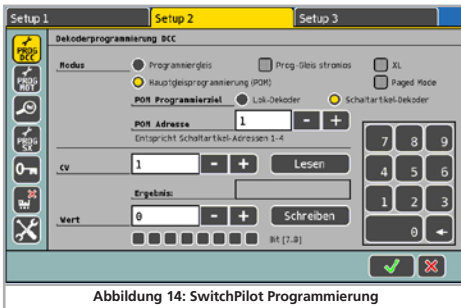 Setup 1 Setup 2 Setup 3
Dekoderprogrammierung DCC
Modus Programmiergleis Prog-Gleis stromlos XL
Hauptgleisprogrammierung (POM) Paged Mode
POM Programmierziel Lok-Dekoder Schaltartikel-Dekoder
POM Adresse 1 - +
Entspricht Schaltartikel-Adressen 1-4
CV 1 - + Lesen
Ergebnis:
Wert 0 - + Schreiben
Bit [7..0]
PROG DCC
PROG MOT
PROG SX
7 8 9
4 5 6
1 2 3
0 ←
Abbildung 14: SwitchPilot Programmierung